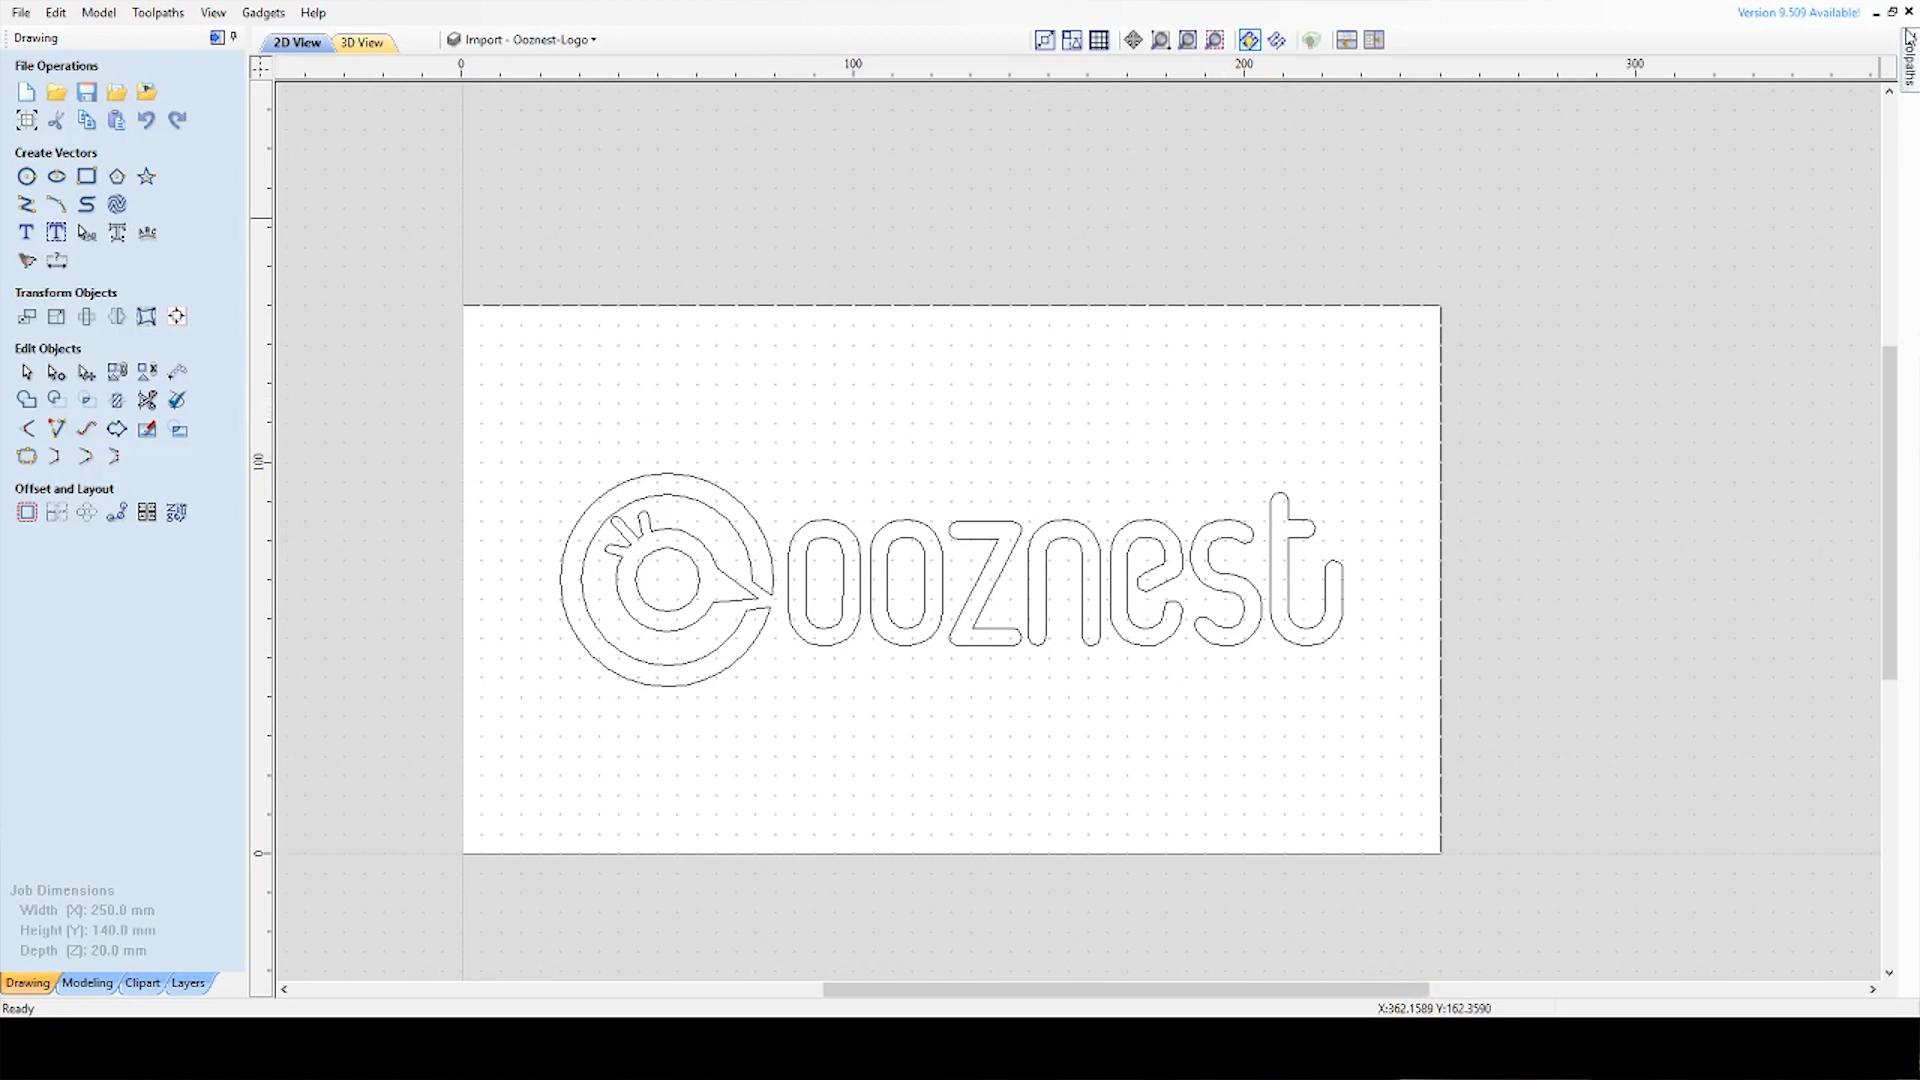 File Edit Model Toolpaths View Gadgets Help
Version 9.509 Available!
Drawing
2D View 3D View Import - Ooznest-Logo
Toolpaths
File Operations
0 100 200 300
Create Vectors
Transform Objects
Edit Objects
100
Offset and Layout
ooznest
0
Job Dimensions
Width (X): 250.0 mm
Height (Y): 140.0 mm
Depth (Z): 20.0 mm
Drawing Modeling Clipart Layers
Ready
X:362.1589 Y:162.3590